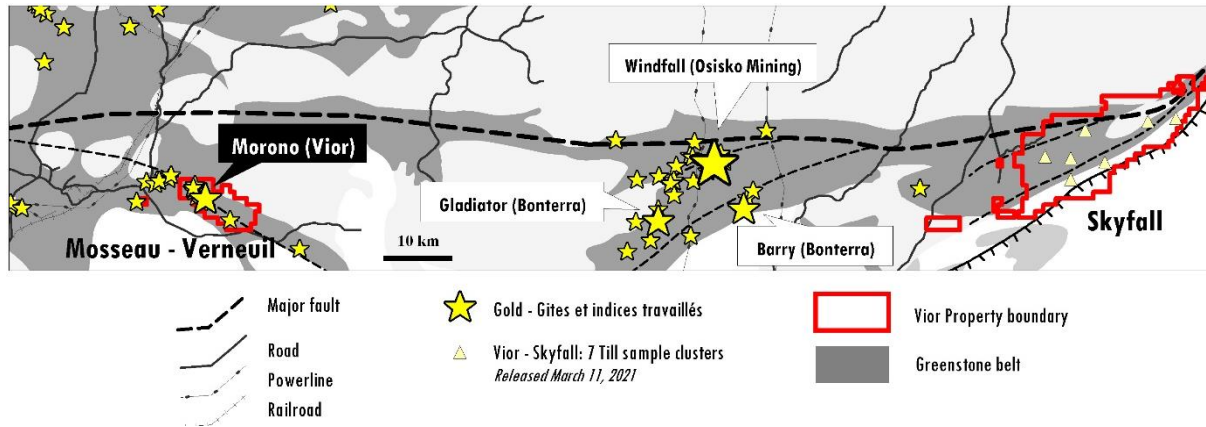 Windfall (Osisko Mining)
Morono (Vior)
Gladiator (Bonterra)
Mosseau - Verneuil
10 km
Barry (Bonterra)
Skyfall
Major fault
Road
Powerline
Railroad
Gold - Gites et indices travaillés
Vior - Skyfall: 7 Till sample clusters
Released March 11, 2021
Vior Property boundary
Greenstone belt